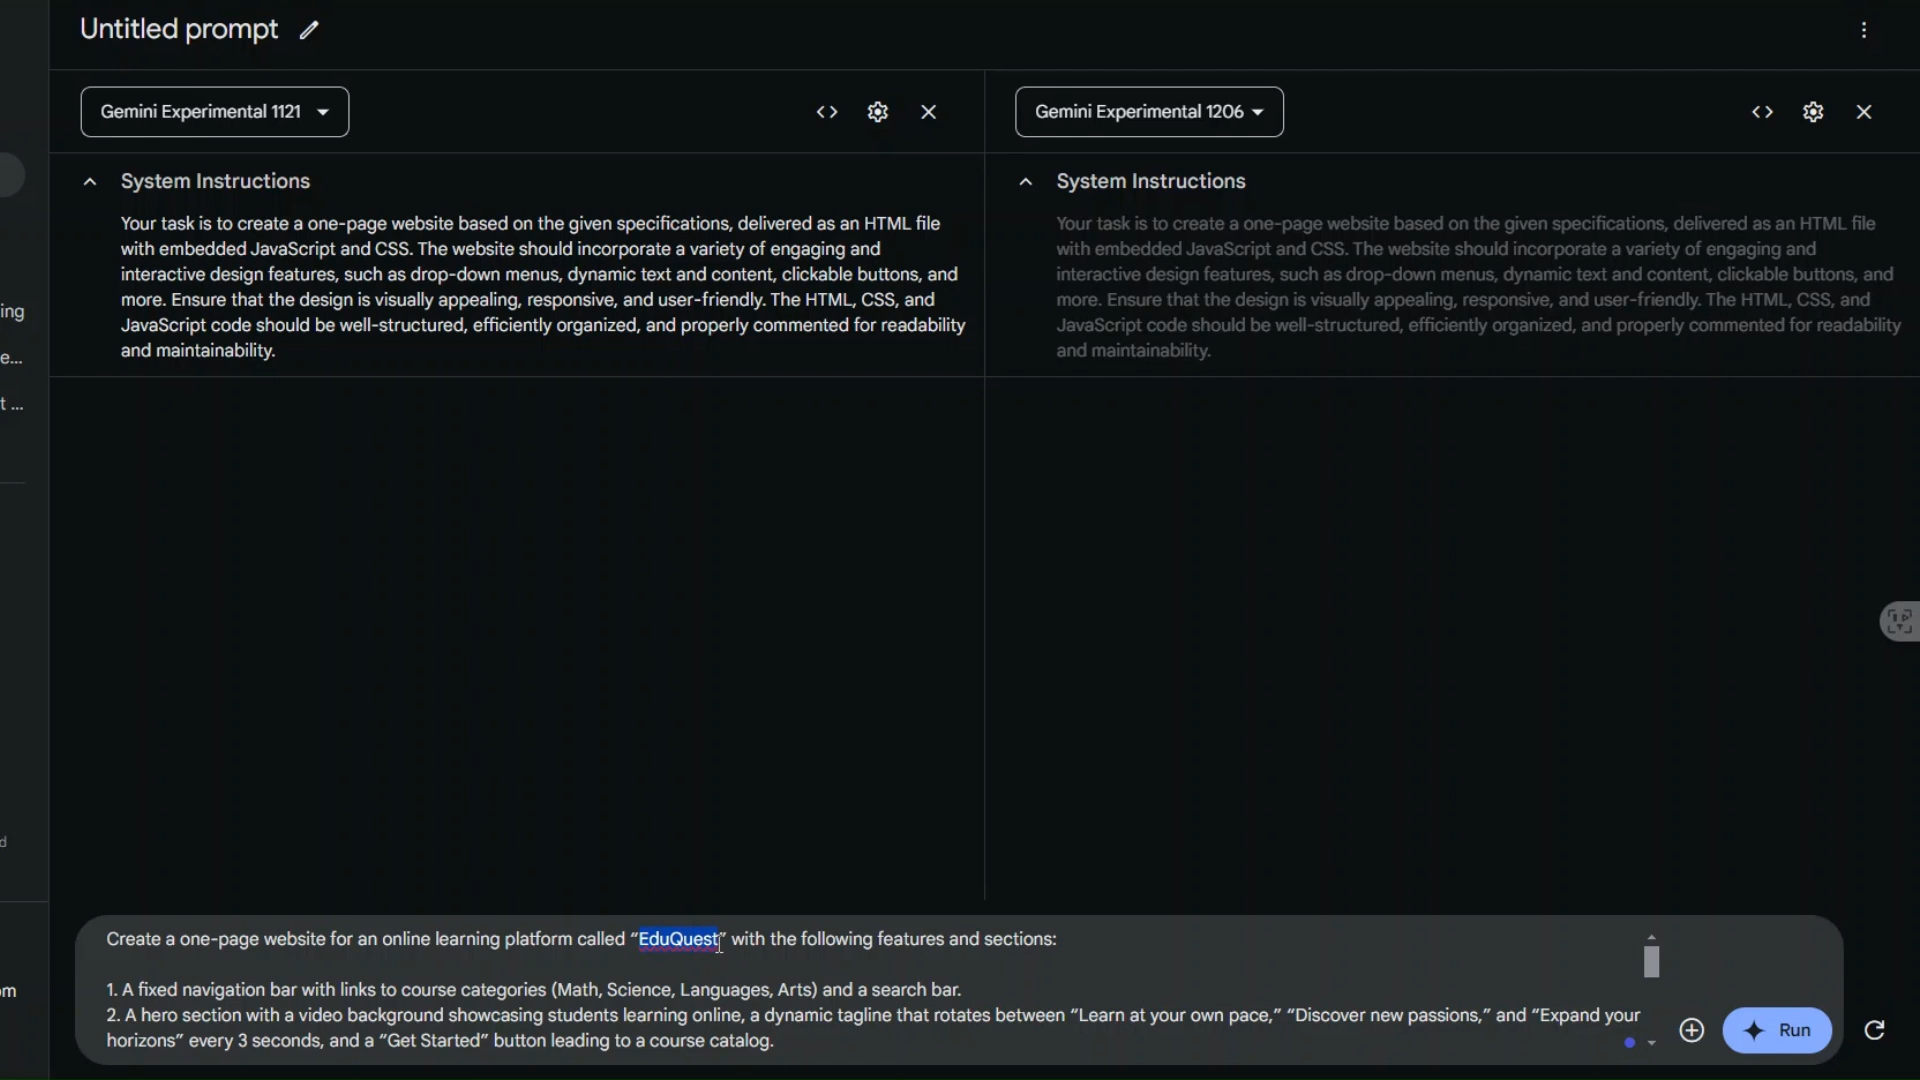 Untitled prompt
Gemini Experimental 1121
Gemini Experimental 1206
System Instructions
Your task is to create a one-page website based on the given specifications, delivered as an HTML file
with embedded JavaScript and CSS. The website should incorporate a variety of engaging and
interactive design features, such as drop-down menus, dynamic text and content, clickable buttons, and
more. Ensure that the design is visually appealing, responsive, and user-friendly. The HTML, CSS, and
JavaScript code should be well-structured, efficiently organized, and properly commented for readability
and maintainability.
System Instructions
Your task is to create a one-page website based on the given specifications, delivered as an HTML file
with embedded JavaScript and CSS. The website should incorporate a variety of engaging and
interactive design features, such as drop-down menus, dynamic text and content, clickable buttons, and
more. Ensure that the design is visually appealing, responsive, and user-friendly. The HTML, CSS, and
JavaScript code should be well-structured, efficiently organized, and properly commented for readability
and maintainability.
ing
e...
t ...
d
om
Create a one-page website for an online learning platform called “EduQuest” with the following features and sections:
1. A fixed navigation bar with links to course categories (Math, Science, Languages, Arts) and a search bar.
2. A hero section with a video background showcasing students learning online, a dynamic tagline that rotates between “Learn at your own pace,” “Discover new passions,” and “Expand your
horizons” every 3 seconds, and a “Get Started” button leading to a course catalog.
Run